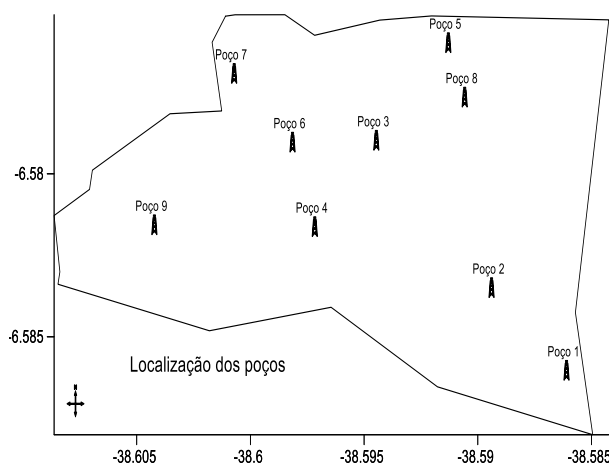 Poço 5
Poço 7
Poço 8
Poço 6
Poço 3
-6.58
Poço 9
Poço 4
Poço 2
-6.585
Poço 1
Localização dos poços
-38.605
-38.6
-38.595
-38.59
-38.585